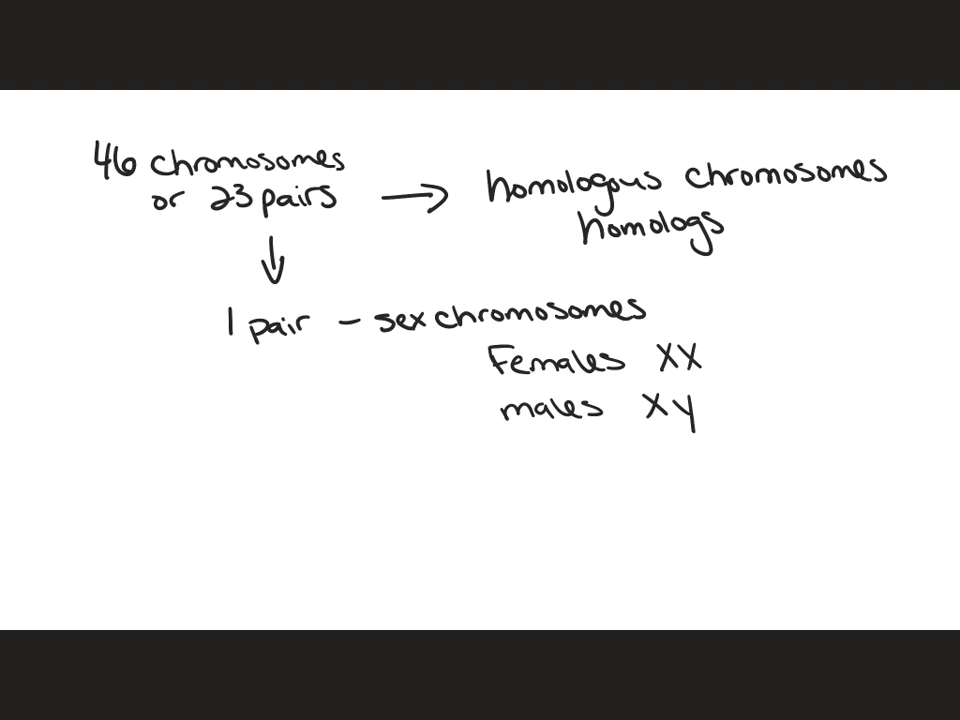 46 chromosomes
or 23 pairs → homologous chromosomes
homologs
↓
1 pair - sex chromosomes
Females XX
males XY